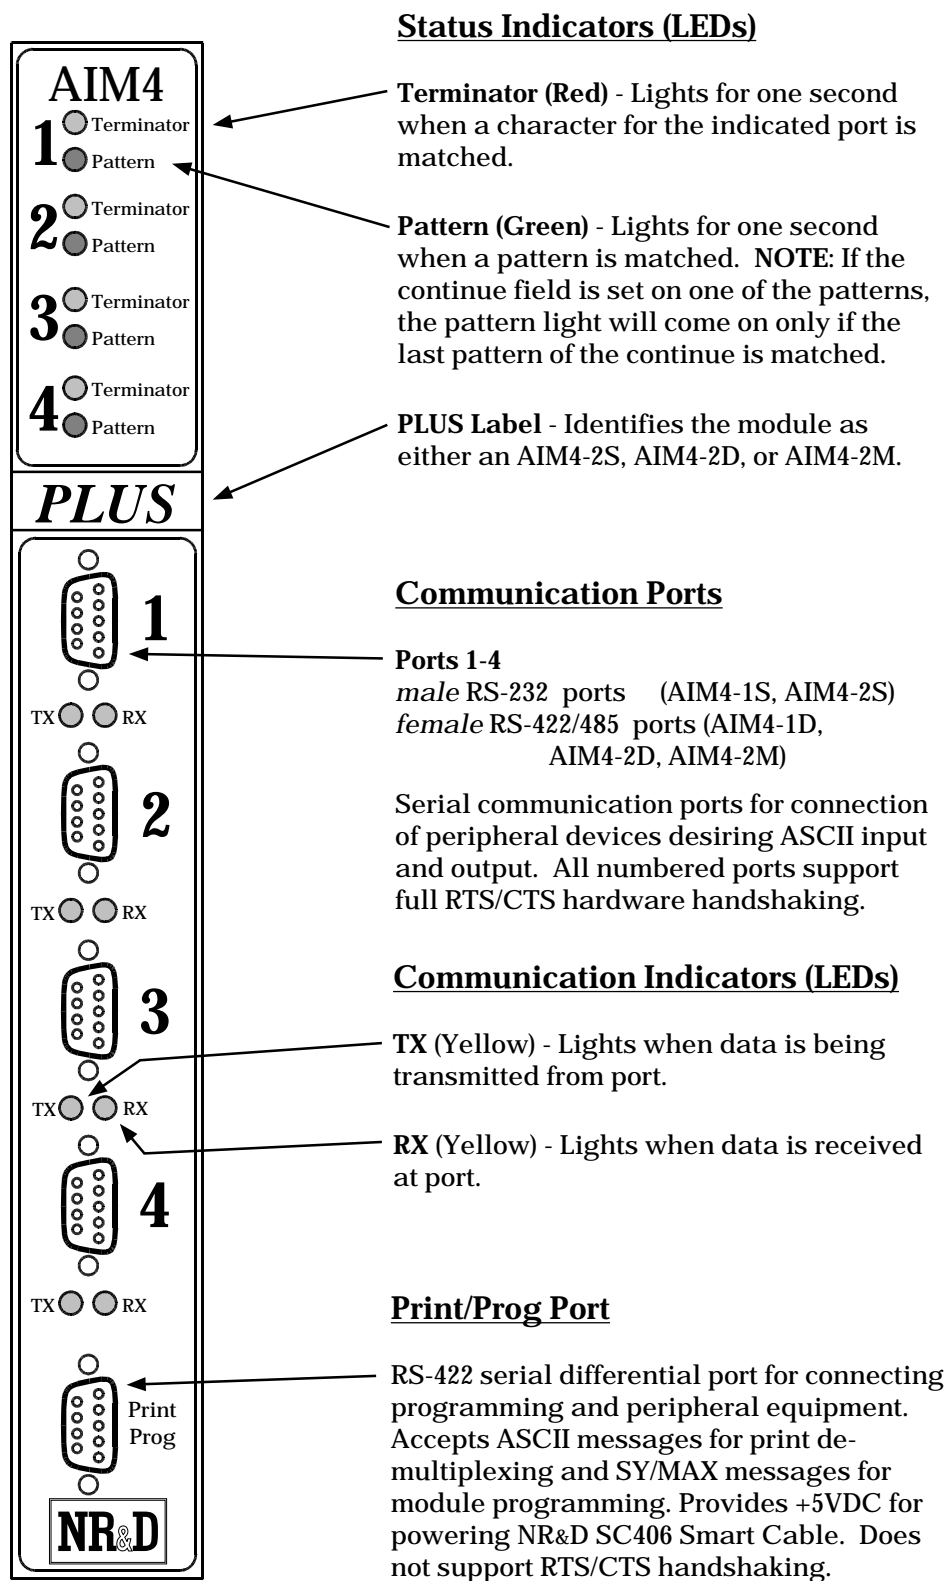 AIM4
1 Terminator
Pattern
2 Terminator
Pattern
3 Terminator
Pattern
4 Terminator
Pattern
PLUS
1
TX RX
2
TX RX
3
TX RX
4
TX RX
Print
Prog
NR&D
Status Indicators (LEDs)
Terminator (Red) - Lights for one second
when a character for the indicated port is
matched.
Pattern (Green) - Lights for one second
when a pattern is matched.  NOTE: If the
continue field is set on one of the patterns,
the pattern light will come on only if the
last pattern of the continue is matched.
PLUS Label - Identifies the module as
either an AIM4-2S, AIM4-2D, or AIM4-2M.
Communication Ports
Ports 1-4
male RS-232 ports (AIM4-1S, AIM4-2S)
female RS-422/485 ports (AIM4-1D,
AIM4-2D, AIM4-2M)
Serial communication ports for connection
of peripheral devices desiring ASCII input
and output.  All numbered ports support
full RTS/CTS hardware handshaking.
Communication Indicators (LEDs)
TX (Yellow) - Lights when data is being
transmitted from port.
RX (Yellow) - Lights when data is received
at port.
Print/Prog Port
RS-422 serial differential port for connecting
programming and peripheral equipment.
Accepts ASCII messages for print de-
multiplexing and SY/MAX messages for
module programming. Provides +5VDC for
powering NR&D SC406 Smart Cable.  Does
not support RTS/CTS handshaking.